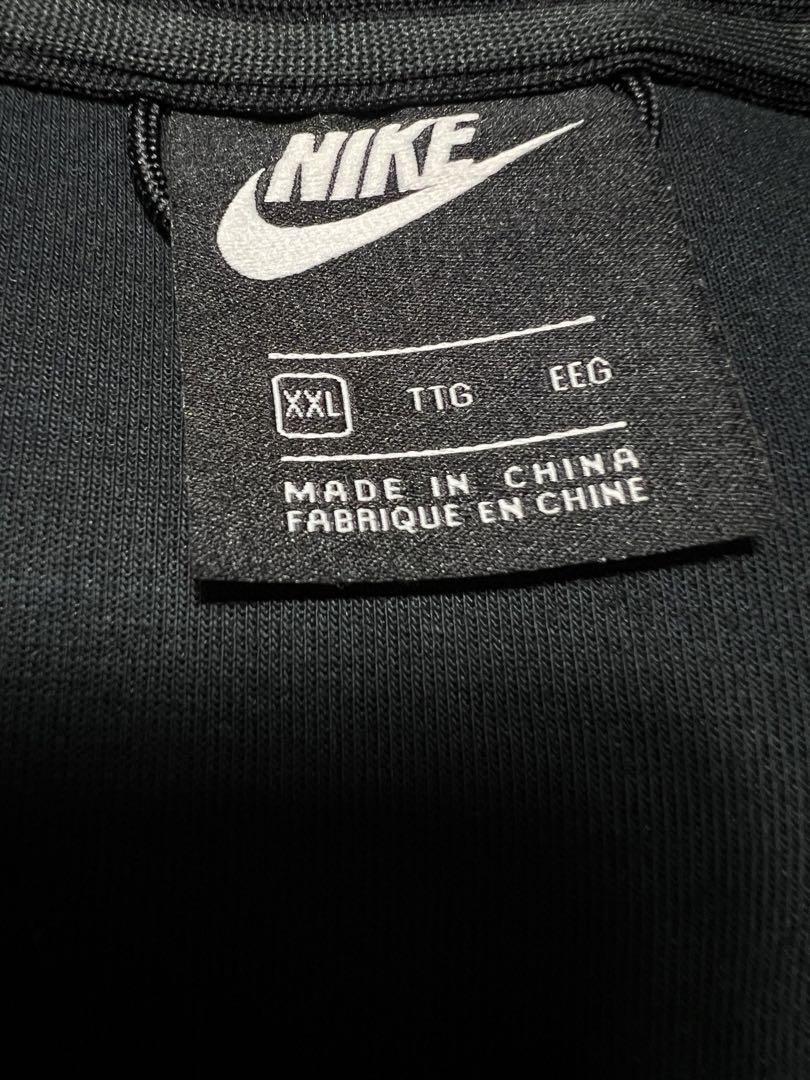 NIKE
XXL TTG EEG
MADE IN CHINA
FABRIQUE EN CHINE